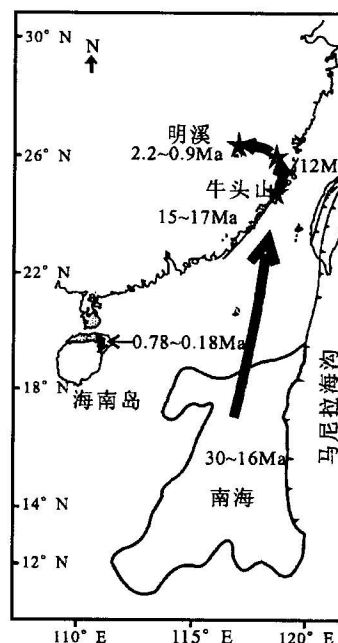 30° N
N
明溪
2.2~0.9Ma
26° N
12M
牛头山
15~17Ma
22° N
0.78~0.18Ma
18° N
海南岛
马尼拉海沟
30~16Ma
南海
14° N
12° N
110° E
115° E
120° E